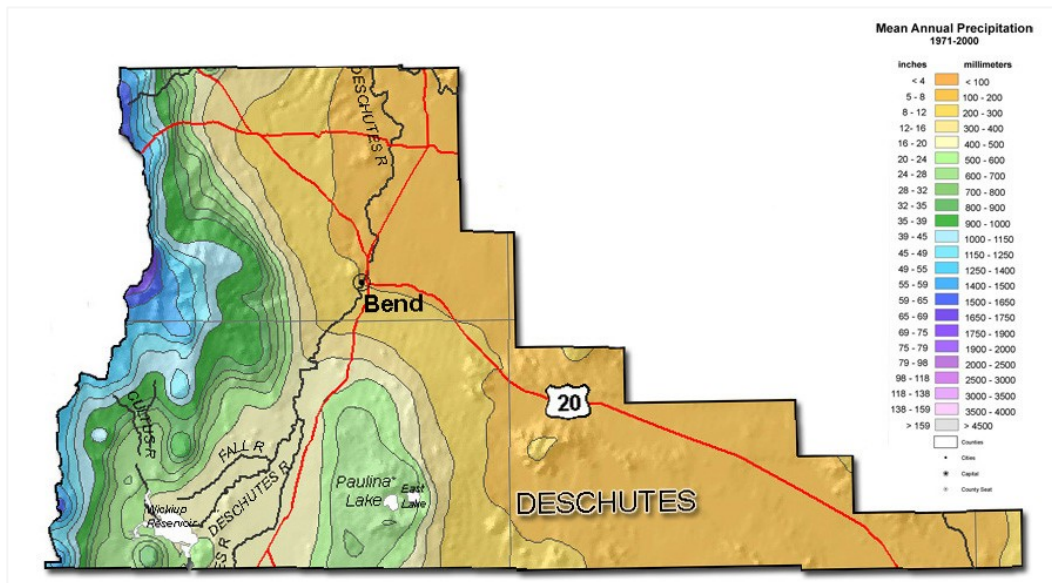 Mean Annual Precipitation
1971-2000
inches millimeters
< 4 < 100
5 - 8 100 - 200
8 - 12 200 - 300
12 - 16 300 - 400
16 - 20 400 - 500
20 - 24 500 - 600
24 - 28 600 - 700
28 - 32 700 - 800
32 - 35 800 - 900
35 - 39 900 - 1000
39 - 45 1000 - 1150
45 - 49 1150 - 1250
49 - 55 1250 - 1400
55 - 59 1400 - 1500
59 - 65 1500 - 1650
65 - 69 1650 - 1750
69 - 75 1750 - 1900
75 - 79 1900 - 2000
79 - 98 2000 - 2500
98 - 118 2500 - 3000
118 - 138 3000 - 3500
138 - 159 3500 - 4000
> 159 > 4500
Counties
Cities
Capital
County Seat
DESCHUTES R
Bend
20
CULTUS R
FALL R
DESCHUTES R
Paulina
Lake
East
Lake
Wickiup
Reservoir
DESCHUTES